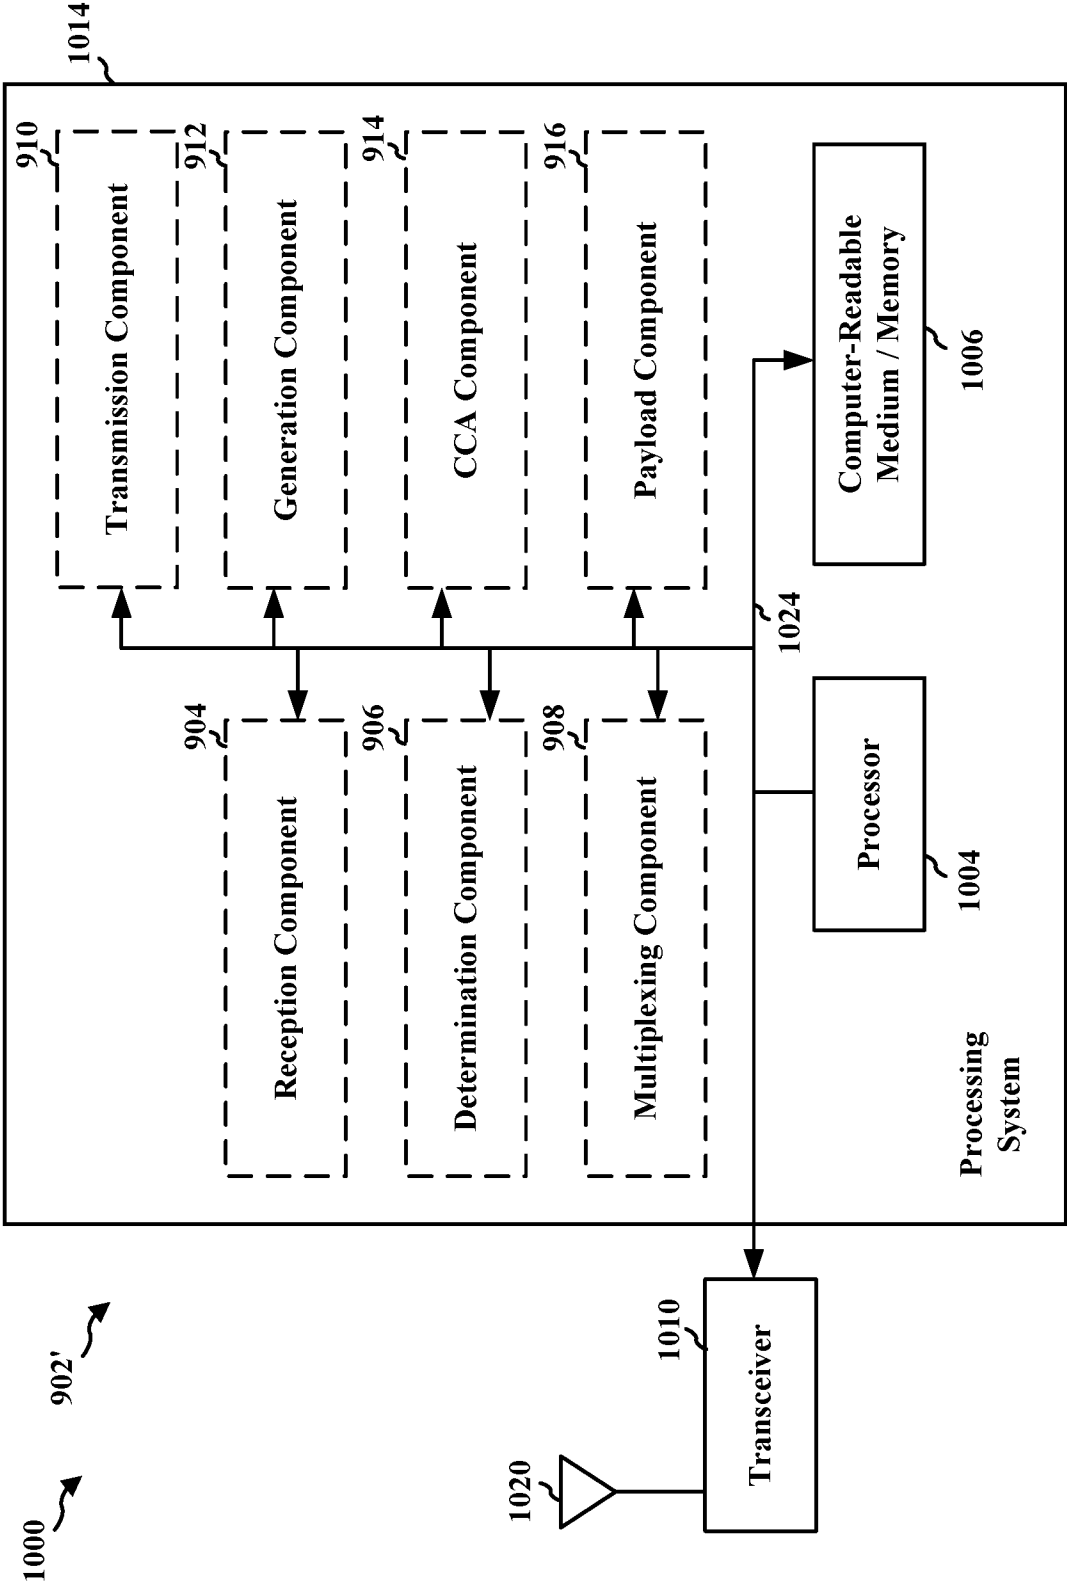 1000
902'
1014
910
Transmission Component
904
Reception Component
912
Generation Component
906
Determination Component
914
CCA Component
908
Multiplexing Component
916
Payload Component
1024
1020
1010
Transceiver
Processor
1004
Computer-Readable
Medium / Memory
1006
Processing
System